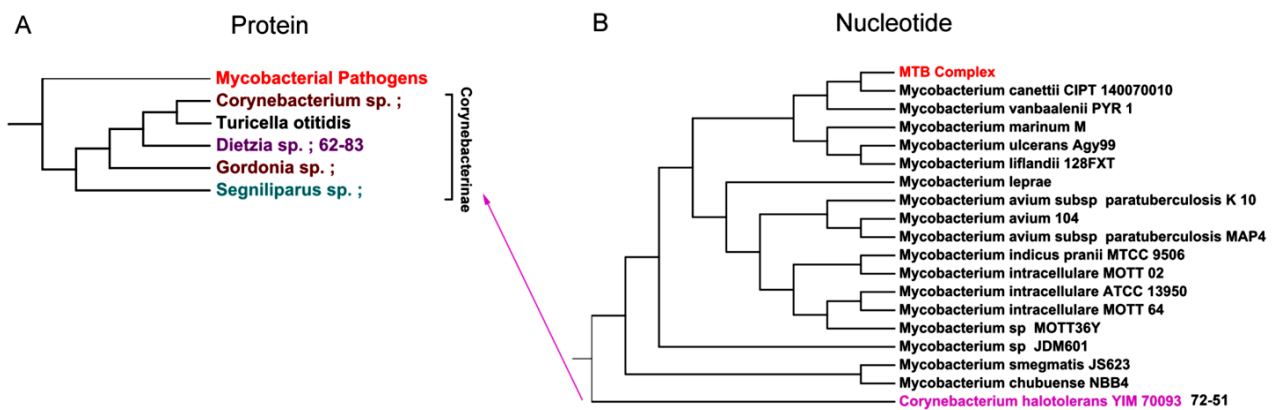 A
Protein
Mycobacterial Pathogens
Corynebacterium sp. ;
Turicella otitidis
Dietzia sp. ; 62-83
Gordonia sp. ;
Segniliparus sp. ;
Corynebacterinae
B
Nucleotide
MTB Complex
Mycobacterium canettii CIPT 140070010
Mycobacterium vanbaalenii PYR 1
Mycobacterium marinum M
Mycobacterium ulcerans Agy99
Mycobacterium liflandii 128FXT
Mycobacterium leprae
Mycobacterium avium subsp paratuberculosis K 10
Mycobacterium avium 104
Mycobacterium avium subsp paratuberculosis MAP4
Mycobacterium indicus pranii MTCC 9506
Mycobacterium intracellulare MOTT 02
Mycobacterium intracellulare ATCC 13950
Mycobacterium intracellulare MOTT 64
Mycobacterium sp MOTT36Y
Mycobacterium sp JDM601
Mycobacterium smegmatis JS623
Mycobacterium chubuense NBB4
Corynebacterium halotolerans YIM 70093 72-51